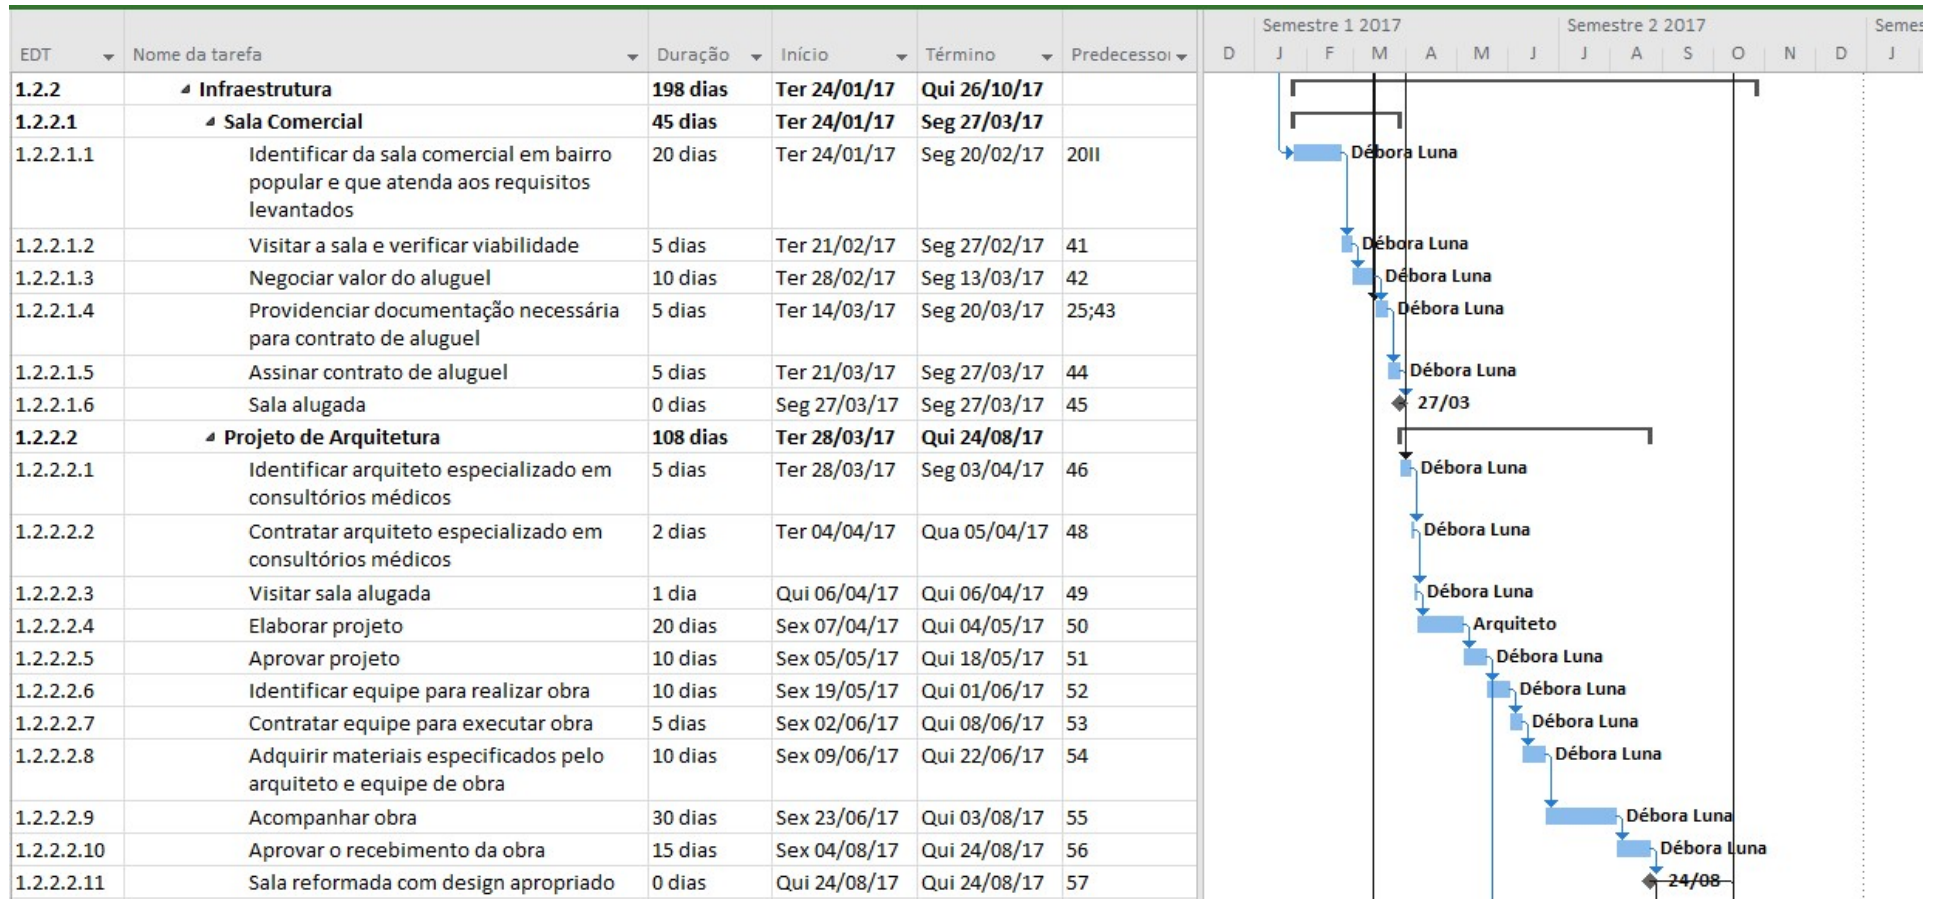 Semestre 1 2017 Semestre 2 2017 Semes
EDT Nome da tarefa Duração Início Término Predecessor D J F M A M J J A S O N D J
1.2.2 Infraestrutura 198 dias Ter 24/01/17 Qui 26/10/17
1.2.2.1 Sala Comercial 45 dias Ter 24/01/17 Seg 27/03/17
1.2.2.1.1 Identificar da sala comercial em bairro 20 dias Ter 24/01/17 Seg 20/02/17 20II Débora Luna
popular e que atenda aos requisitos
levantados
1.2.2.1.2 Visitar a sala e verificar viabilidade 5 dias Ter 21/02/17 Seg 27/02/17 41 Débora Luna
1.2.2.1.3 Negociar valor do aluguel 10 dias Ter 28/02/17 Seg 13/03/17 42 Débora Luna
1.2.2.1.4 Providenciar documentação necessária 5 dias Ter 14/03/17 Seg 20/03/17 25;43 Débora Luna
para contrato de aluguel
1.2.2.1.5 Assinar contrato de aluguel 5 dias Ter 21/03/17 Seg 27/03/17 44 Débora Luna
1.2.2.1.6 Sala alugada 0 dias Seg 27/03/17 Seg 27/03/17 45 27/03
1.2.2.2 Projeto de Arquitetura 108 dias Ter 28/03/17 Qui 24/08/17
1.2.2.2.1 Identificar arquiteto especializado em 5 dias Ter 28/03/17 Seg 03/04/17 46 Débora Luna
consultórios médicos
1.2.2.2.2 Contratar arquiteto especializado em 2 dias Ter 04/04/17 Qua 05/04/17 48 Débora Luna
consultórios médicos
1.2.2.2.3 Visitar sala alugada 1 dia Qui 06/04/17 Qui 06/04/17 49 Débora Luna
1.2.2.2.4 Elaborar projeto 20 dias Sex 07/04/17 Qui 04/05/17 50 Arquiteto
1.2.2.2.5 Aprovar projeto 10 dias Sex 05/05/17 Qui 18/05/17 51 Débora Luna
1.2.2.2.6 Identificar equipe para realizar obra 10 dias Sex 19/05/17 Qui 01/06/17 52 Débora Luna
1.2.2.2.7 Contratar equipe para executar obra 5 dias Sex 02/06/17 Qui 08/06/17 53 Débora Luna
1.2.2.2.8 Adquirir materiais especificados pelo 10 dias Sex 09/06/17 Qui 22/06/17 54 Débora Luna
arquiteto e equipe de obra
1.2.2.2.9 Acompanhar obra 30 dias Sex 23/06/17 Qui 03/08/17 55 Débora Luna
1.2.2.2.10 Aprovar o recebimento da obra 15 dias Sex 04/08/17 Qui 24/08/17 56 Débora Luna
1.2.2.2.11 Sala reformada com design apropriado 0 dias Qui 24/08/17 Qui 24/08/17 57 24/08